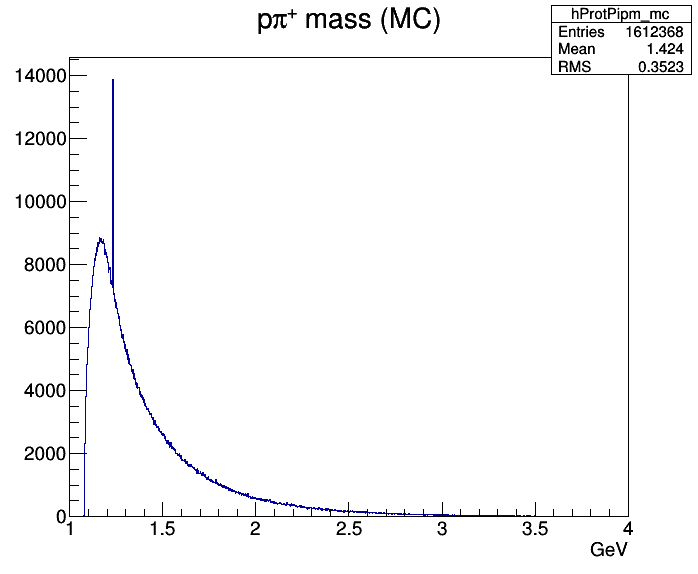 pπ⁺ mass (MC)
hProtPipm_mc
Entries 1612368
Mean 1.424
RMS 0.3523
14000
12000
10000
8000
6000
4000
2000
0
1 1.5 2 2.5 3 3.5 4
GeV